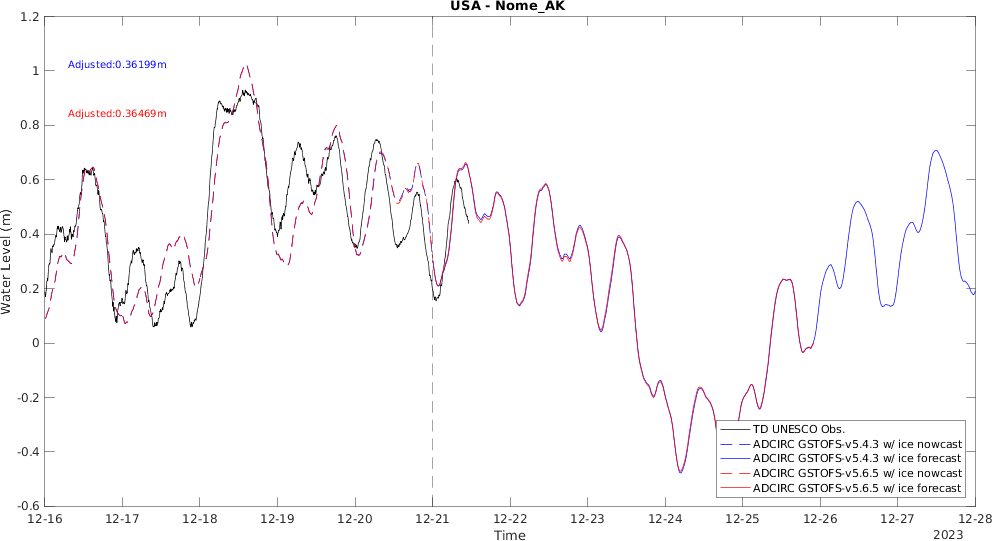 USA - Nome_AK
Adjusted:0.36199m
Adjusted:0.36469m
Water Level (m)
1.2
1
0.8
0.6
0.4
0.2
0
-0.2
-0.4
-0.6
TD UNESCO Obs.
ADCIRC GSTOFS-v5.4.3 w/ ice nowcast
ADCIRC GSTOFS-v5.4.3 w/ ice forecast
ADCIRC GSTOFS-v5.6.5 w/ ice nowcast
ADCIRC GSTOFS-v5.6.5 w/ ice forecast
12-16 12-17 12-18 12-19 12-20 12-21 12-22 12-23 12-24 12-25 12-26 12-27 12-28
Time
2023